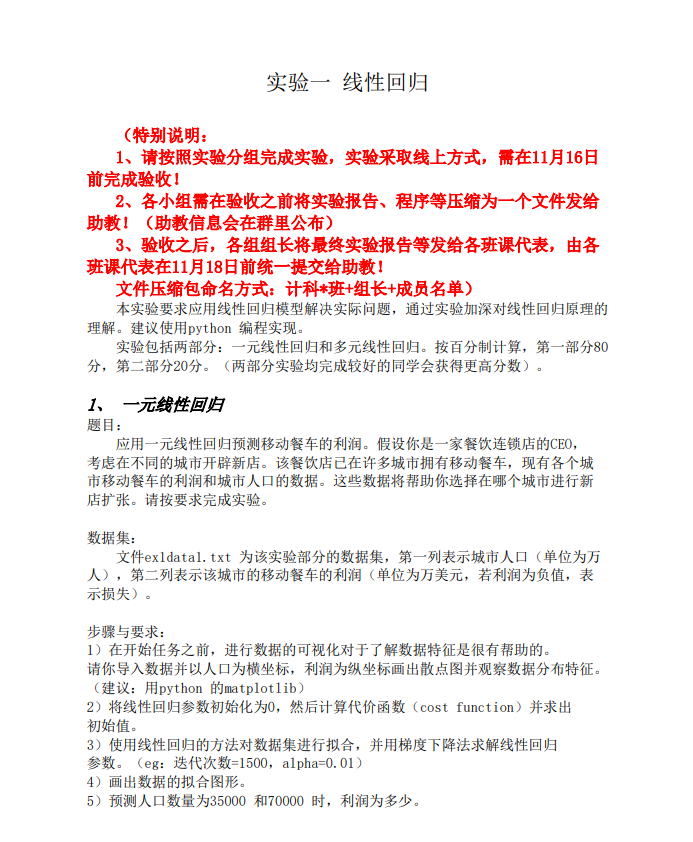 实验一 线性回归
（特别说明：
1、请按照实验分组完成实验，实验采取线上方式，需在11月16日
前完成验收！
2、各小组需在验收之前将实验报告、程序等压缩为一个文件发给
助教！（助教信息会在群里公布）
3、验收之后，各组组长将最终实验报告等发给各班课代表，由各
班课代表在11月18日前统一提交给助教！
文件压缩包命名方式：计科*班+组长+成员名单）
本实验要求应用线性回归模型解决实际问题，通过实验加深对线性回归原理的
理解。建议使用python 编程实现。
实验包括两部分：一元线性回归和多元线性回归。按百分制计算，第一部分80
分，第二部分20分。（两部分实验均完成较好的同学会获得更高分数）。
1、 一元线性回归
题目：
应用一元线性回归预测移动餐车的利润。假设你是一家餐饮连锁店的CEO，
考虑在不同的城市开辟新店。该餐饮店已在许多城市拥有移动餐车，现有各个城
市移动餐车的利润和城市人口的数据。这些数据将帮助你选择在哪个城市进行新
店扩张。请按要求完成实验。
数据集：
文件ex1data1.txt 为该实验部分的数据集，第一列表示城市人口（单位为万
人），第二列表示该城市的移动餐车的利润（单位为万美元，若利润为负值，表
示损失）。
步骤与要求：
1）在开始任务之前，进行数据的可视化对于了解数据特征是很有帮助的。
请你导入数据并以人口为横坐标，利润为纵坐标画出散点图并观察数据分布特征。
（建议：用python 的matplotlib）
2）将线性回归参数初始化为0，然后计算代价函数（cost function）并求出
初始值。
3）使用线性回归的方法对数据集进行拟合，并用梯度下降法求解线性回归
参数。（eg：迭代次数=1500，alpha=0.01）
4）画出数据的拟合图形。
5）预测人口数量为35000 和70000 时，利润为多少。